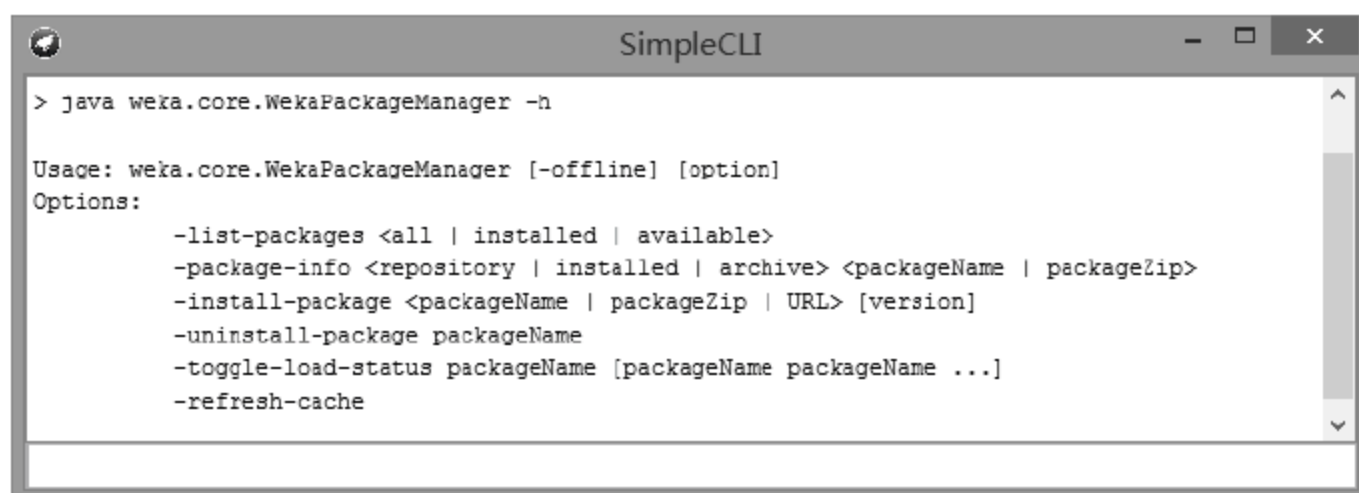 SimpleCLI
> java weka.core.WekaPackageManager -h
Usage: weka.core.WekaPackageManager [-offline] [option]
Options:
-list-packages <all | installed | available>
-package-info <repository | installed | archive> <packageName | packageZip>
-install-package <packageName | packageZip | URL> [version]
-uninstall-package packageName
-toggle-load-status packageName [packageName packageName ...]
-refresh-cache